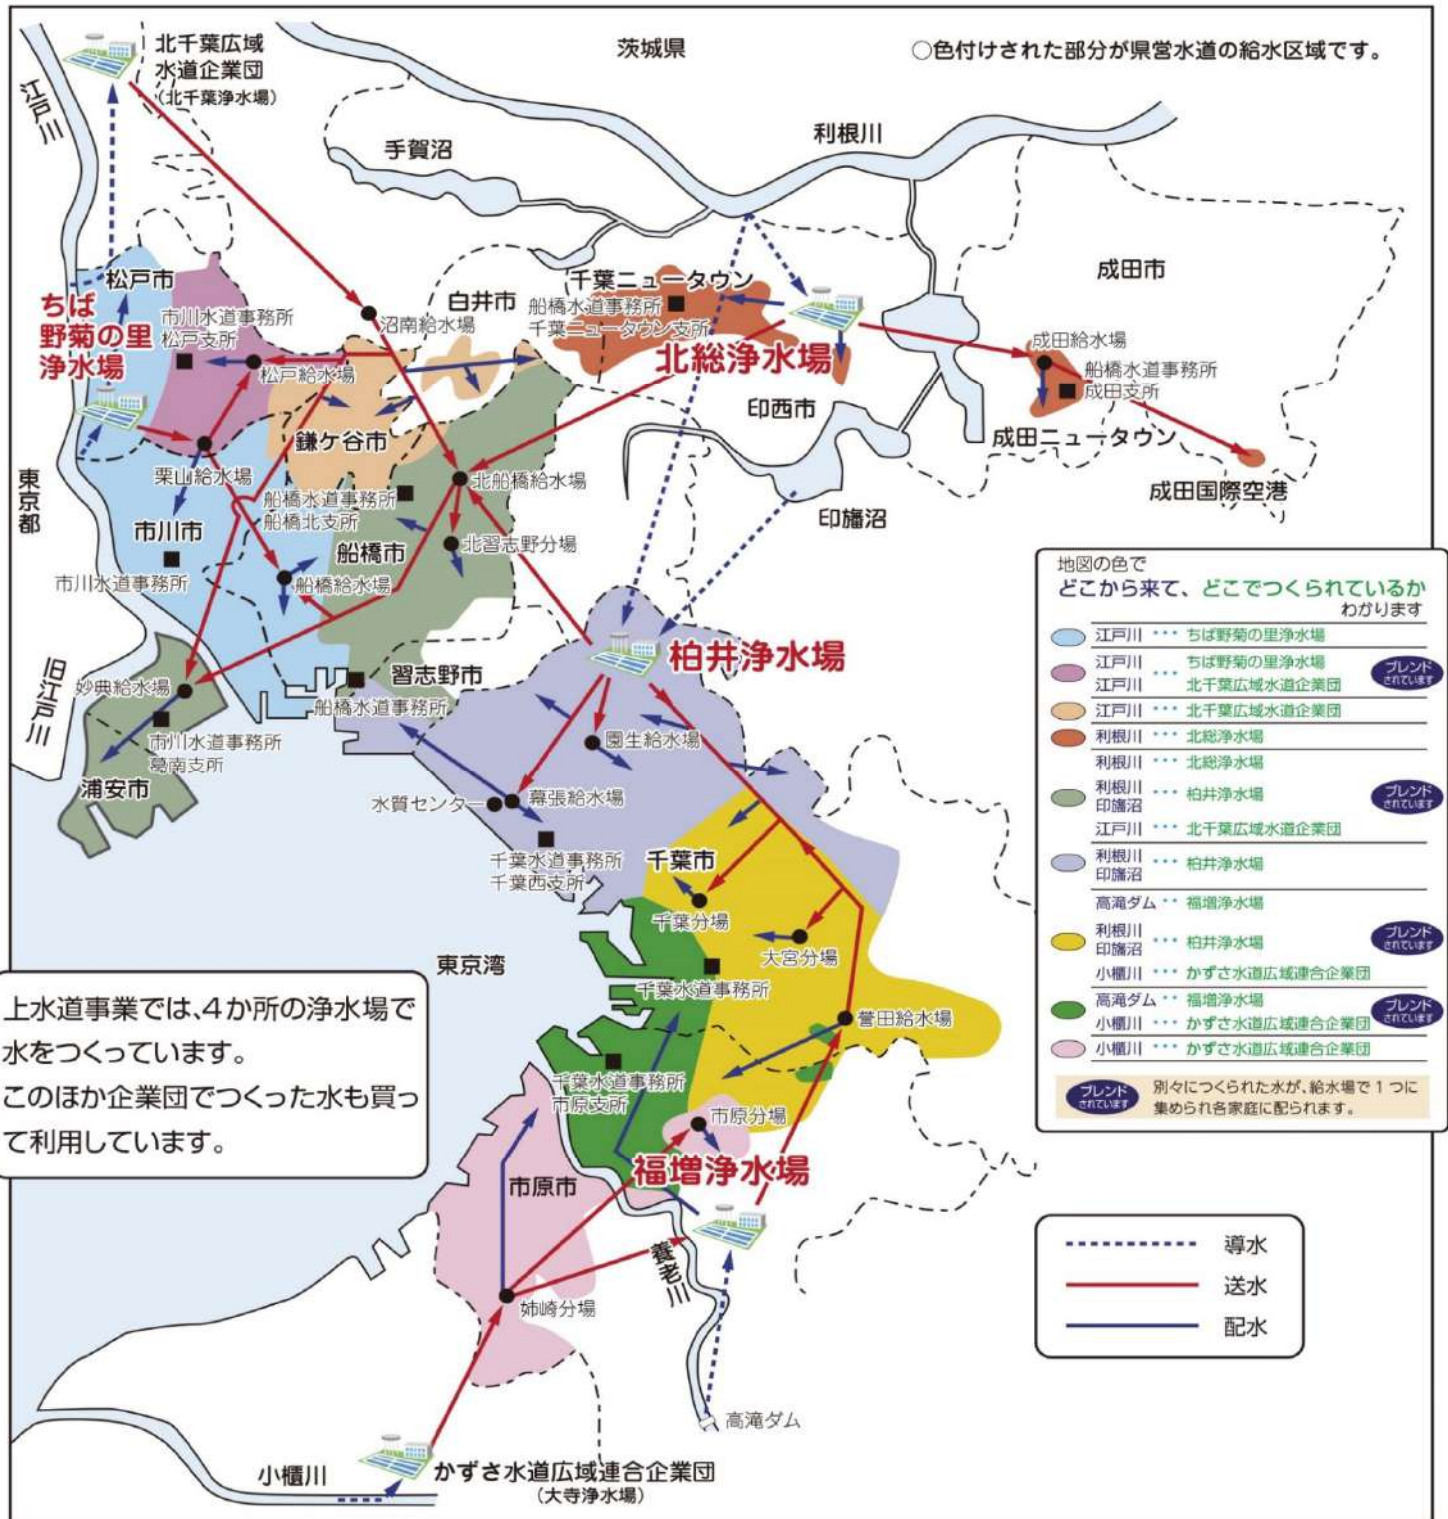 北千葉広域
水道企業団
（北千葉浄水場）
茨城県
○色付けされた部分が県営水道の給水区域です。
江戸川
手賀沼
利根川
松戸市
ちば
野菊の里
浄水場
市川水道事務所
松戸支所
松戸給水場
沼南給水場
白井市
千葉ニュータウン
船橋水道事務所
千葉ニュータウン支所
北総浄水場
成田市
成田給水場
船橋水道事務所
成田支所
成田ニュータウン
成田国際空港
印西市
印旛沼
鎌ケ谷市
栗山給水場
東京都
市川市
市川水道事務所
船橋水道事務所
船橋北支所
北船橋給水場
船橋市
北習志野分場
船橋給水場
柏井浄水場
習志野市
船橋水道事務所
旧江戸川
妙典給水場
市川水道事務所
葛南支所
浦安市
園生給水場
水質センター
幕張給水場
千葉水道事務所
千葉西支所
千葉市
千葉分場
大宮分場
東京湾
千葉水道事務所
誉田給水場
千葉水道事務所
市原支所
市原分場
福増浄水場
市原市
養老川
姉崎分場
高滝ダム
小櫃川
かずさ水道広域連合企業団
（大寺浄水場）
上水道事業では、4か所の浄水場で
水をつくっています。
このほか企業団でつくった水も買っ
て利用しています。
地図の色で
どこから来て、どこでつくられているか
わかります
江戸川 ・・・ ちば野菊の里浄水場
江戸川 ・・・ ちば野菊の里浄水場
江戸川 北千葉広域水道企業団
ブレンド
されています
江戸川 ・・・ 北千葉広域水道企業団
利根川 ・・・ 北総浄水場
利根川 ・・・ 北総浄水場
利根川
印旛沼 ・・・ 柏井浄水場
江戸川 ・・・ 北千葉広域水道企業団
ブレンド
されています
利根川
印旛沼 ・・・ 柏井浄水場
高滝ダム ・・ 福増浄水場
利根川
印旛沼 ・・・ 柏井浄水場
小櫃川 ・・・ かずさ水道広域連合企業団
ブレンド
されています
高滝ダム ・・ 福増浄水場
小櫃川 ・・・ かずさ水道広域連合企業団
ブレンド
されています
小櫃川 ・・・ かずさ水道広域連合企業団
ブレンド
されています
別々につくられた水が、給水場で1つに
集められ各家庭に配られます。
導水
送水
配水